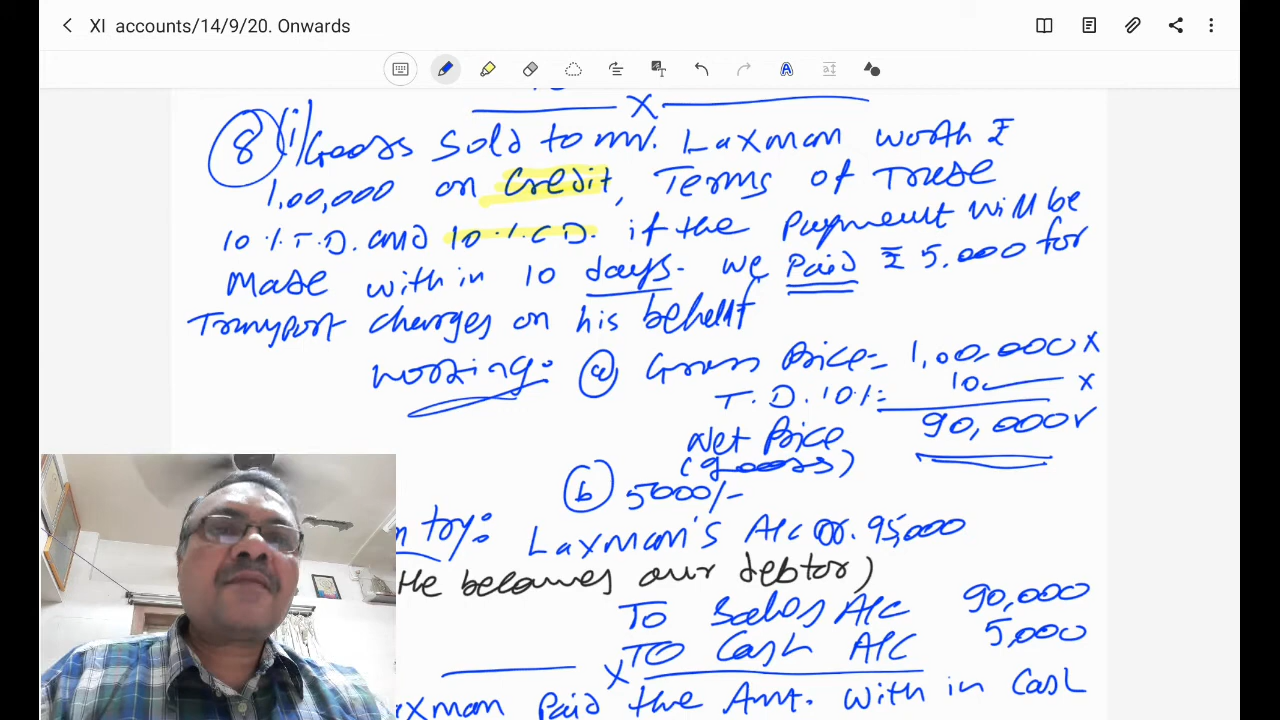 XI accounts/14/9/20. Onwards
X
8 (i) Goods sold to mr. Laxman worth ₹
1,00,000 on Credit, Terms of Trade
10 % T.D. and 10 % C D. if the Payment will be
Made with in 10 days. we Paid ₹ 5,000 for
Transport charges on his behalf
working: (a) Gross Price = 1,00,000 X
T. D. 10% = 10 X
Net Price 90,000 ✓
(goods)
(b) 5000/-
ntry: Laxman's A/C Dr. 95,000
He becomes our debtor)
To Sales A/C 90,000
TO Cash A/C 5,000
X
axman Paid the Amt. with in Cash